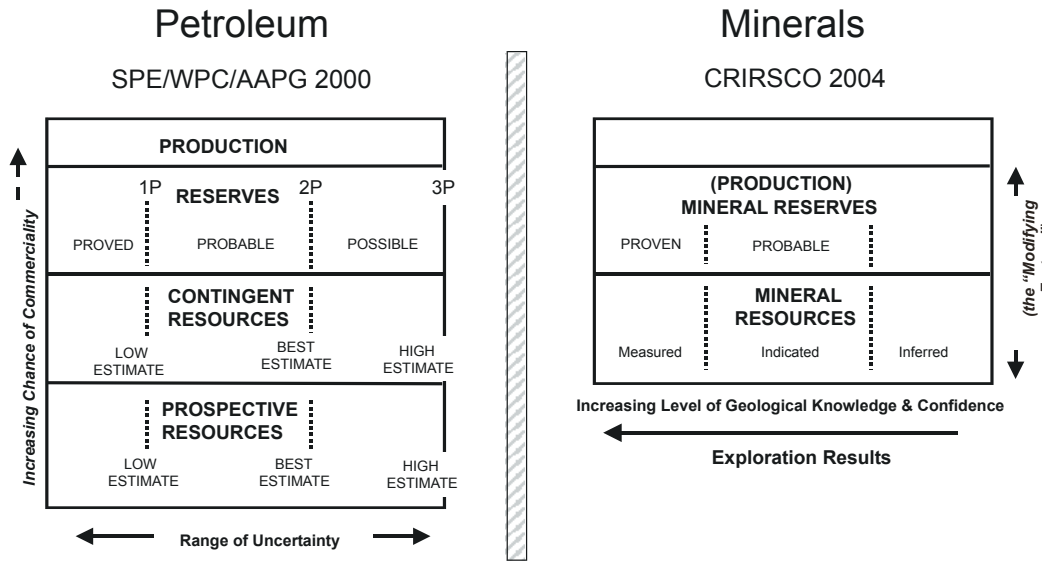 Petroleum
SPE/WPC/AAPG 2000
Increasing Chance of Commerciality
PRODUCTION
1P
2P
3P
RESERVES
PROVED
PROBABLE
POSSIBLE
CONTINGENT
RESOURCES
LOW
ESTIMATE
BEST
ESTIMATE
HIGH
ESTIMATE
PROSPECTIVE
RESOURCES
LOW
ESTIMATE
BEST
ESTIMATE
HIGH
ESTIMATE
Range of Uncertainty
Minerals
CRIRSCO 2004
(PRODUCTION)
MINERAL RESERVES
PROVEN
PROBABLE
MINERAL
RESOURCES
Measured
Indicated
Inferred
(the “Modifying
Increasing Level of Geological Knowledge & Confidence
Exploration Results